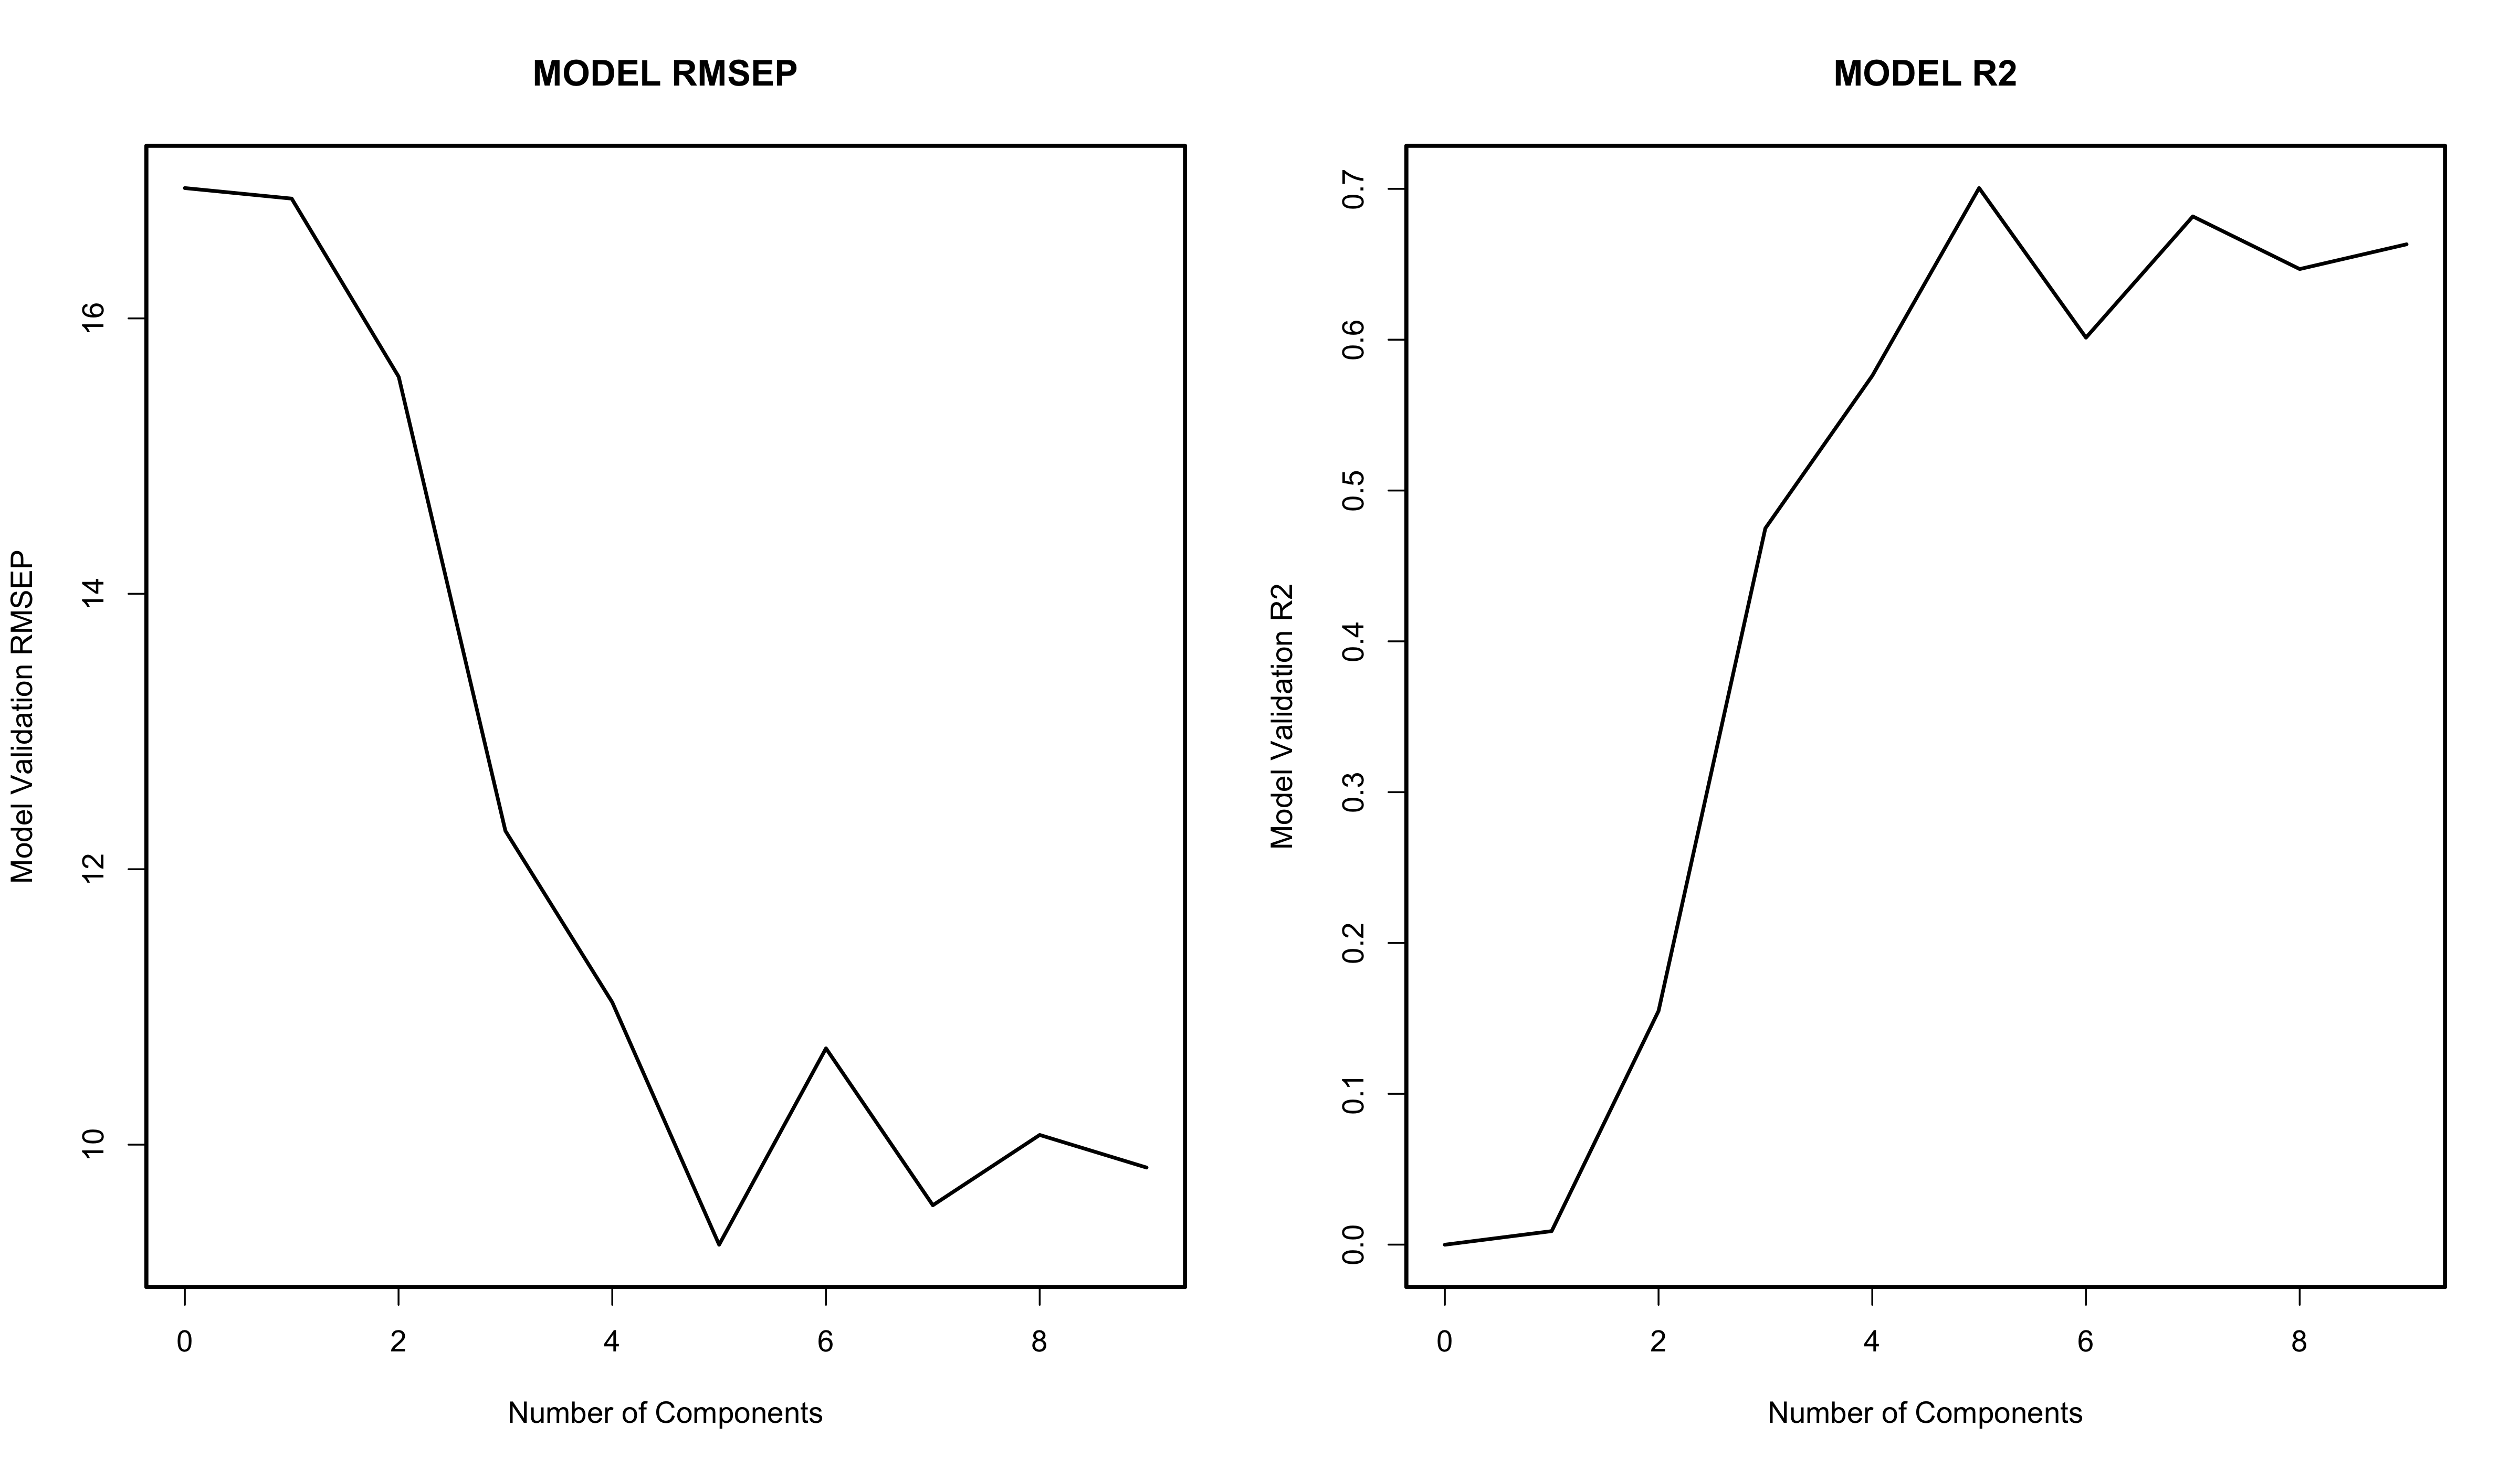 MODEL RMSEP
Model Validation RMSEP
16
14
12
10
0 2 4 6 8
Number of Components
MODEL R2
Model Validation R2
0.7
0.6
0.5
0.4
0.3
0.2
0.1
0.0
0 2 4 6 8
Number of Components